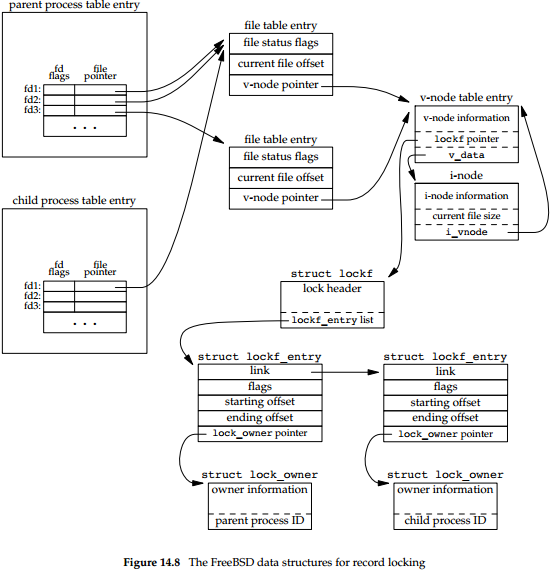 parent process table entry
fd flags
file pointer
fd1:
fd2:
fd3:
. . .
file table entry
file status flags
current file offset
v-node pointer
v-node table entry
v-node information
lockf pointer
v_data
file table entry
file status flags
current file offset
v-node pointer
i-node
i-node information
current file size
i_vnode
child process table entry
fd flags
file pointer
fd1:
fd2:
fd3:
. . .
struct lockf
lock header
lockf_entry list
struct lockf_entry
link
flags
starting offset
ending offset
lock_owner pointer
struct lockf_entry
link
flags
starting offset
ending offset
lock_owner pointer
struct lock_owner
owner information
parent process ID
struct lock_owner
owner information
child process ID
Figure 14.8 The FreeBSD data structures for record locking